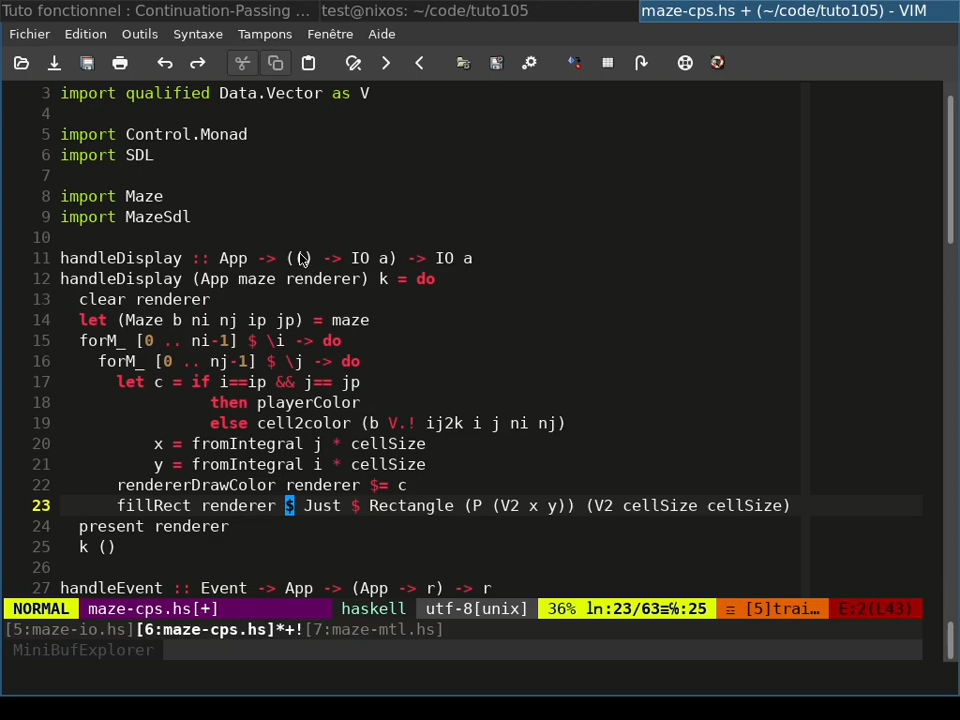 Tuto fonctionnel : Continuation-Passing ... test@nixos: ~/code/tuto105 maze-cps.hs + (~/code/tuto105) - VIM
Fichier Edition Outils Syntaxe Tampons Fenêtre Aide
3 import qualified Data.Vector as V
4
5 import Control.Monad
6 import SDL
7
8 import Maze
9 import MazeSdl
10
11 handleDisplay :: App -> (() -> IO a) -> IO a
12 handleDisplay (App maze renderer) k = do
13   clear renderer
14   let (Maze b ni nj ip jp) = maze
15   forM_ [0 .. ni-1] $ \i -> do
16     forM_ [0 .. nj-1] $ \j -> do
17       let c = if i==ip && j== jp
18                 then playerColor
19                 else cell2color (b V.! ij2k i j ni nj)
20           x = fromIntegral j * cellSize
21           y = fromIntegral i * cellSize
22       rendererDrawColor renderer $= c
23       fillRect renderer $ Just $ Rectangle (P (V2 x y)) (V2 cellSize cellSize)
24   present renderer
25   k ()
26
27 handleEvent :: Event -> App -> (App -> r) -> r
NORMAL maze-cps.hs[+] haskell utf-8[unix] 36% ln:23/63≡℅:25 ☲ [5]trai… E:2(L43)
[5:maze-io.hs][6:maze-cps.hs]*+![7:maze-mtl.hs]
MiniBufExplorer